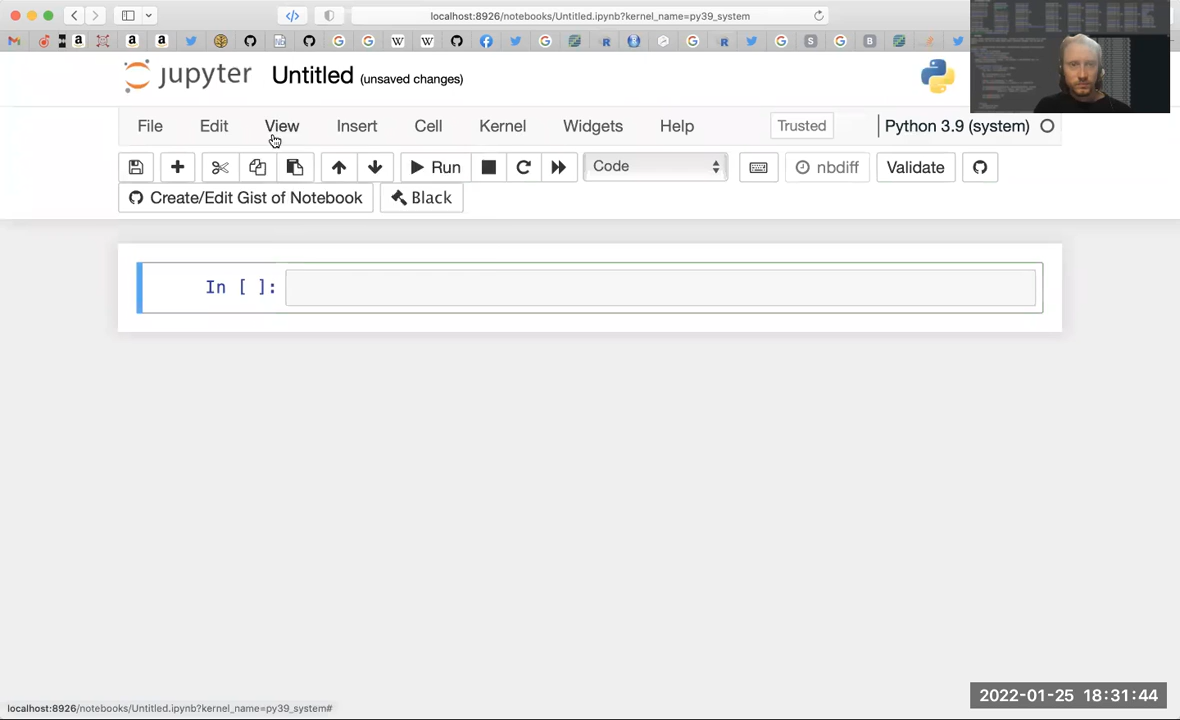 localhost:8926/notebooks/Untitled.ipynb?kernel_name=py39_system
jupyter Untitled (unsaved changes)
File Edit View Insert Cell Kernel Widgets Help Trusted Python 3.9 (system)
Run Code nbdiff Validate
Create/Edit Gist of Notebook Black
In [ ]:
2022-01-25 18:31:44
localhost:8926/notebooks/Untitled.ipynb?kernel_name=py39_system#